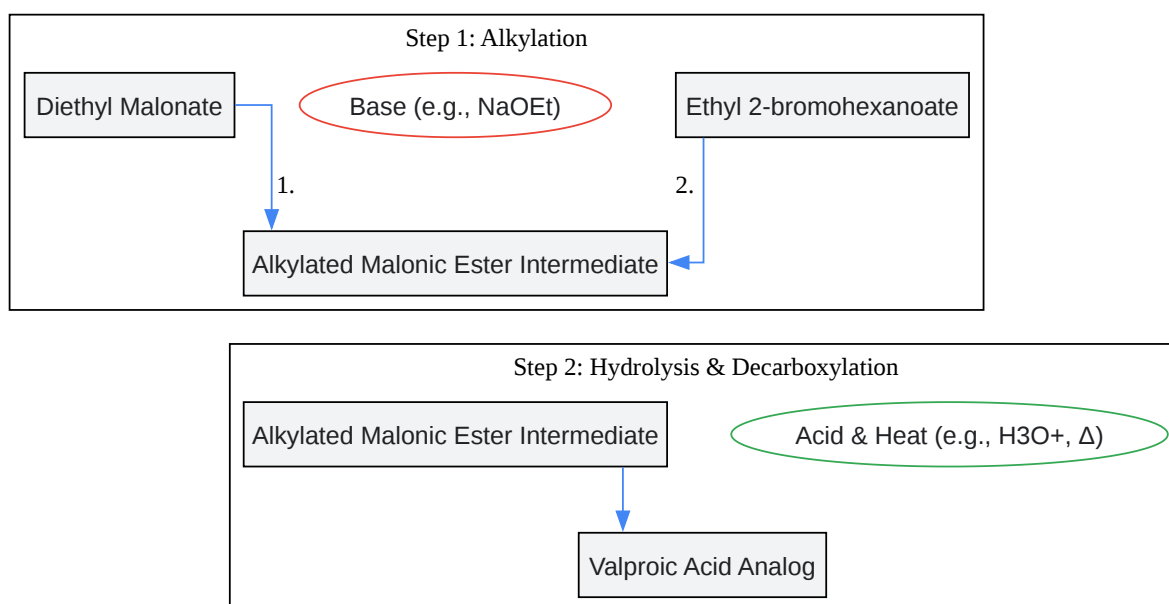 Step 1: Alkylation
Diethyl Malonate
Base (e.g., NaOEt)
Ethyl 2-bromohexanoate
1.
2.
Alkylated Malonic Ester Intermediate
Step 2: Hydrolysis & Decarboxylation
Alkylated Malonic Ester Intermediate
Acid & Heat (e.g., H3O+, Δ)
Valproic Acid Analog